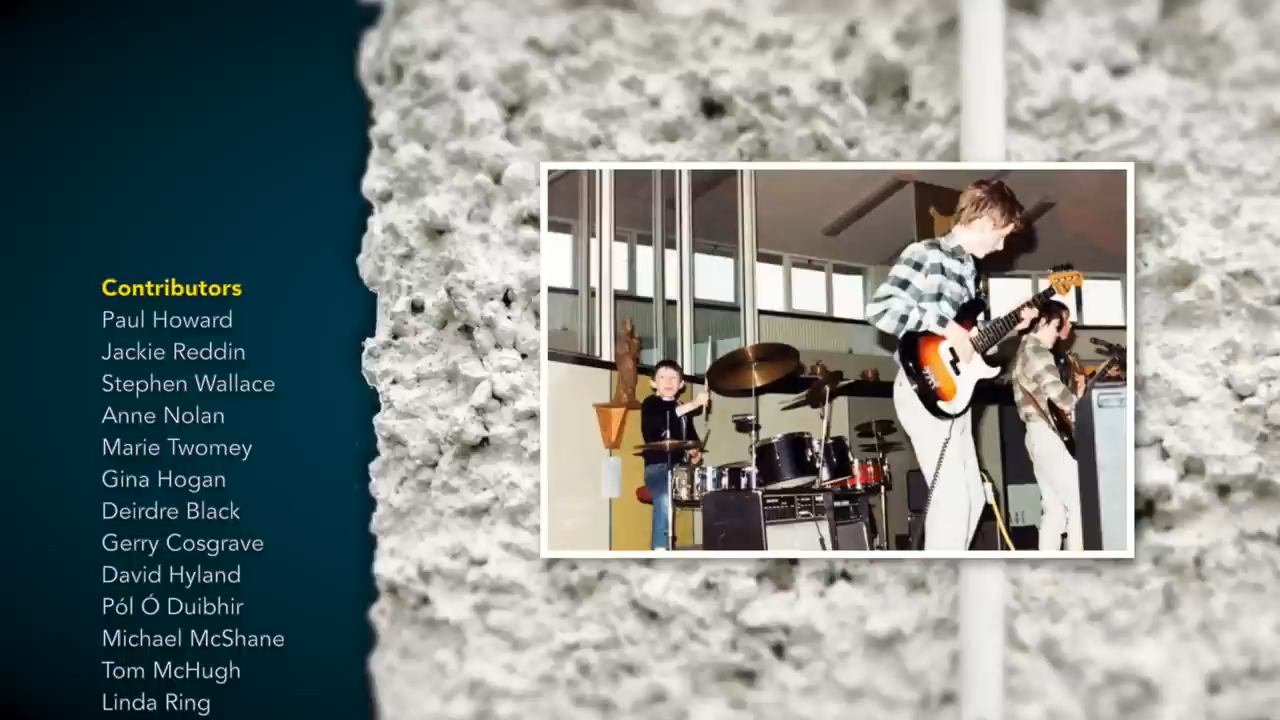 Contributors
Paul Howard
Jackie Reddin
Stephen Wallace
Anne Nolan
Marie Twomey
Gina Hogan
Deirdre Black
Gerry Cosgrave
David Hyland
Pól Ó Duibhir
Michael McShane
Tom McHugh
Linda Ring